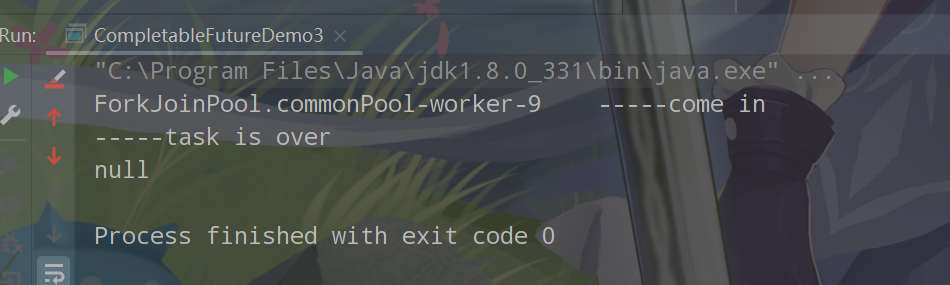 Run:
CompletableFutureDemo3
"C:\Program Files\Java\jdk1.8.0_331\bin\java.exe" ...
ForkJoinPool.commonPool-worker-9    -----come in
-----task is over
null
Process finished with exit code 0